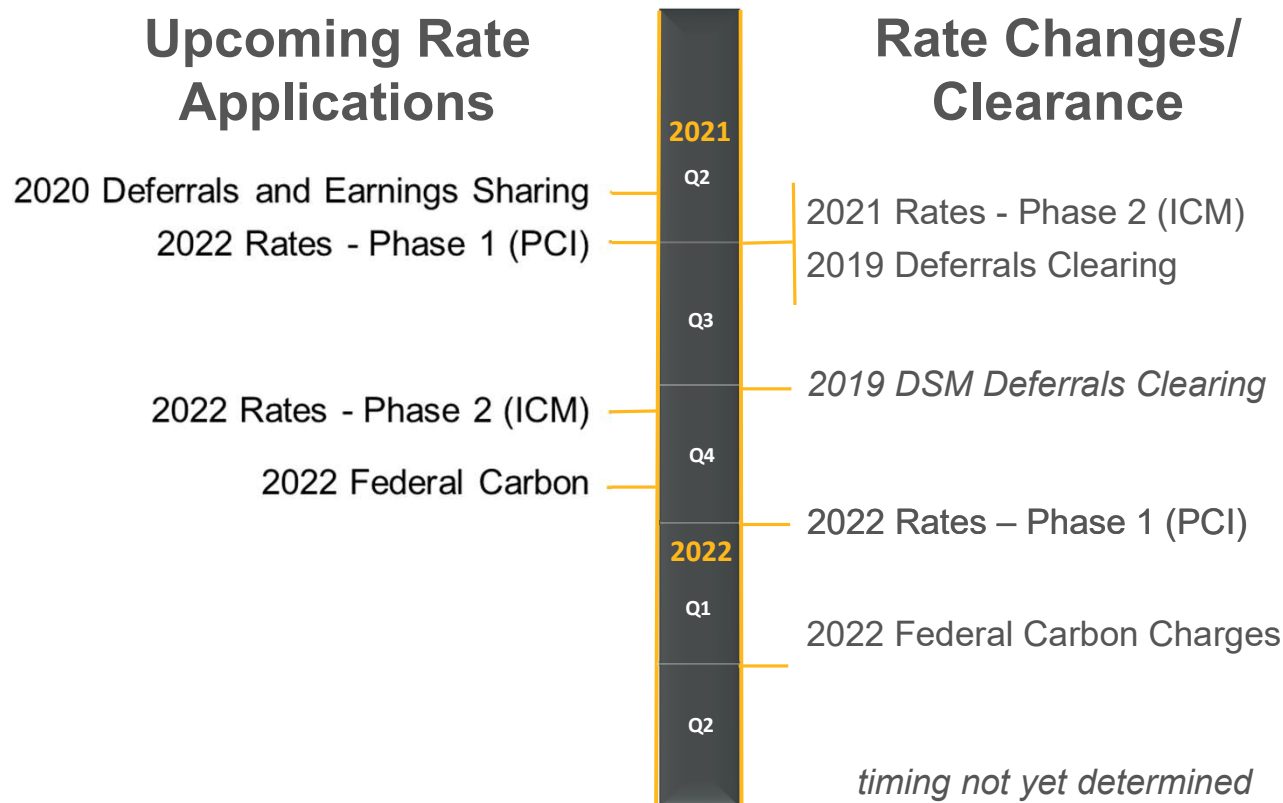 Upcoming Rate
Applications
2020 Deferrals and Earnings Sharing
2022 Rates - Phase 1 (PCI)
2022 Rates - Phase 2 (ICM)
2022 Federal Carbon
2021
Q2
Q3
Q4
2022
Q1
Q2
Rate Changes/
Clearance
2021 Rates - Phase 2 (ICM)
2019 Deferrals Clearing
2019 DSM Deferrals Clearing
2022 Rates – Phase 1 (PCI)
2022 Federal Carbon Charges
timing not yet determined